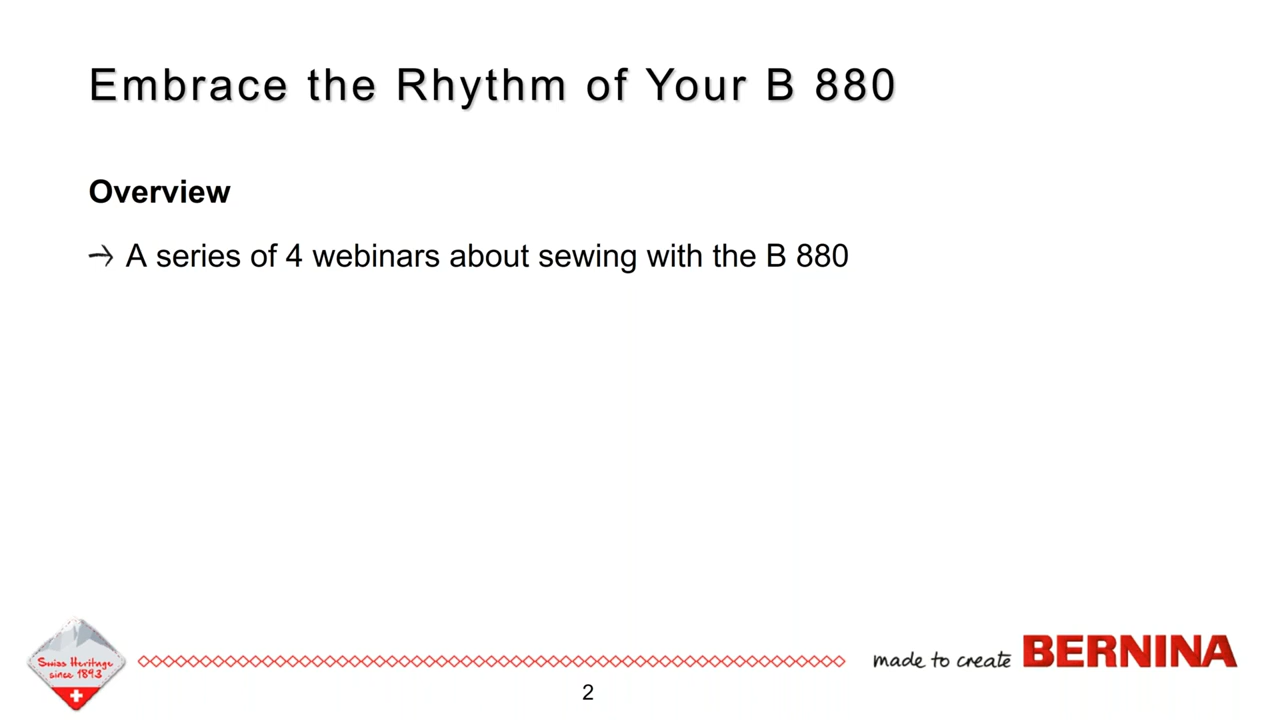 Embrace the Rhythm of Your B 880
Overview
→ A series of 4 webinars about sewing with the B 880
Swiss Heritage
since 1893
made to create BERNINA
2